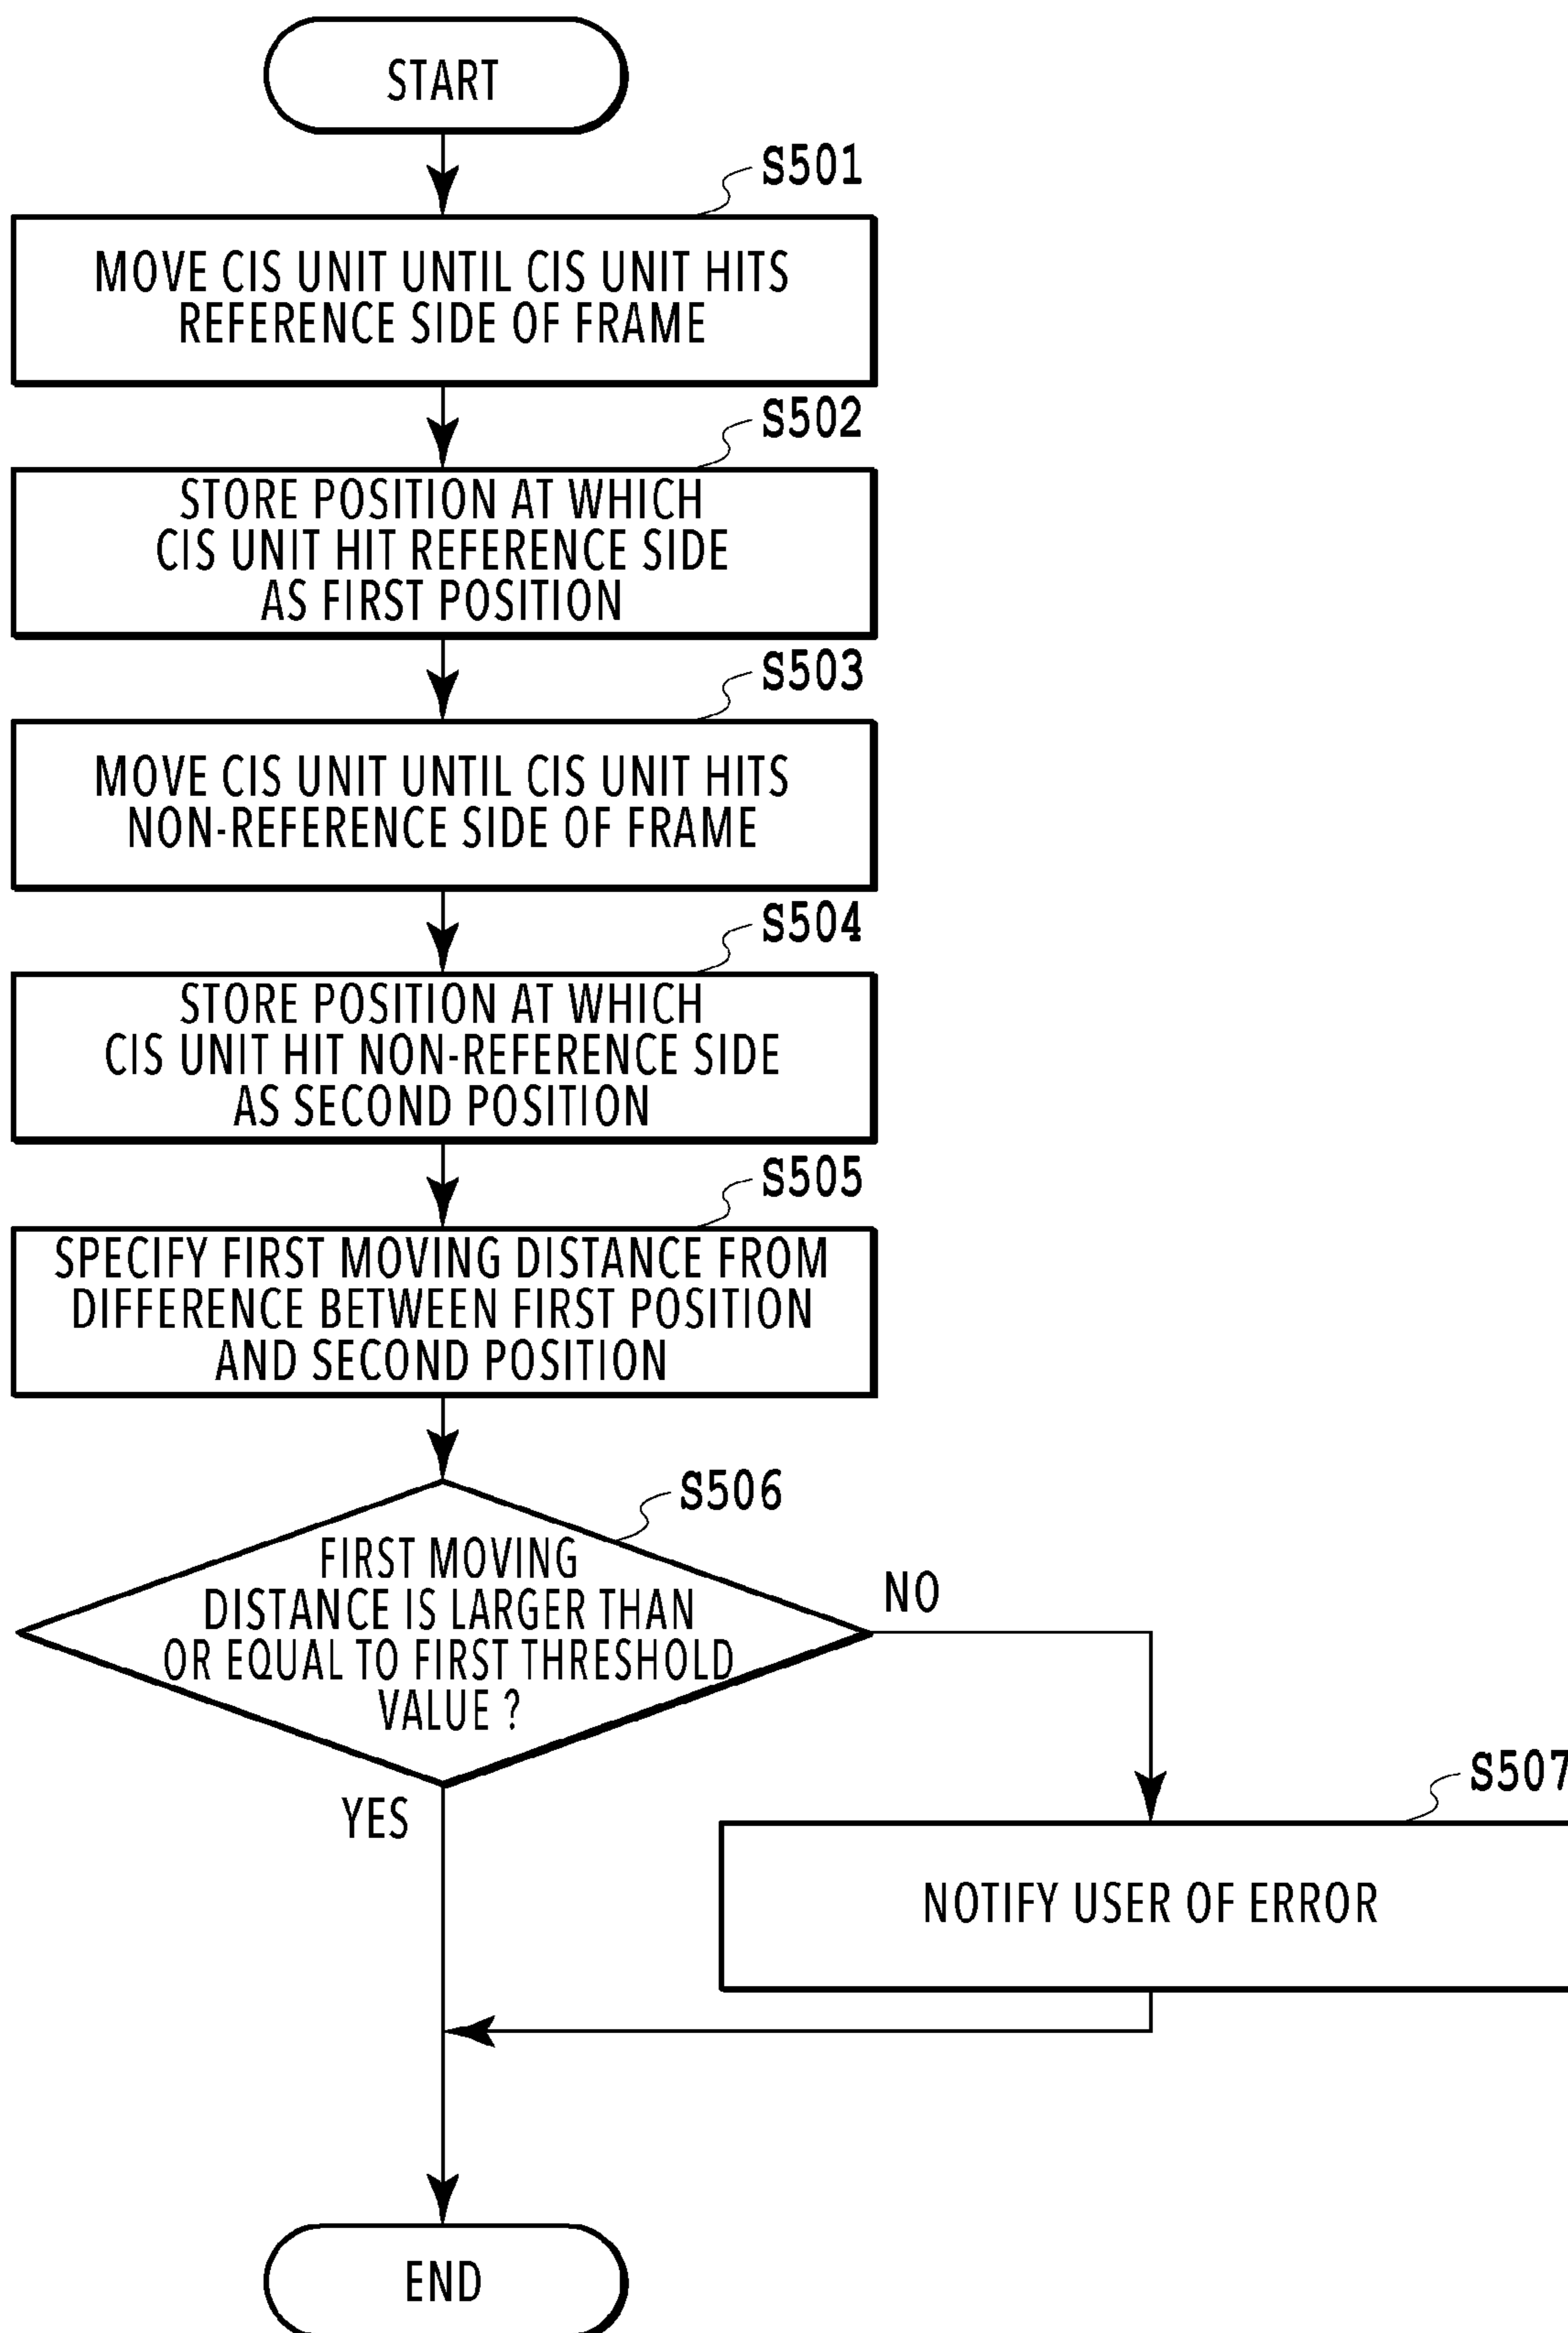 START
S501
MOVE CIS UNIT UNTIL CIS UNIT HITS
REFERENCE SIDE OF FRAME
S502
STORE POSITION AT WHICH
CIS UNIT HIT REFERENCE SIDE
AS FIRST POSITION
S503
MOVE CIS UNIT UNTIL CIS UNIT HITS
NON-REFERENCE SIDE OF FRAME
S504
STORE POSITION AT WHICH
CIS UNIT HIT NON-REFERENCE SIDE
AS SECOND POSITION
S505
SPECIFY FIRST MOVING DISTANCE FROM
DIFFERENCE BETWEEN FIRST POSITION
AND SECOND POSITION
S506
FIRST MOVING
DISTANCE IS LARGER THAN
OR EQUAL TO FIRST THRESHOLD
VALUE ?
NO
YES
S507
NOTIFY USER OF ERROR
END